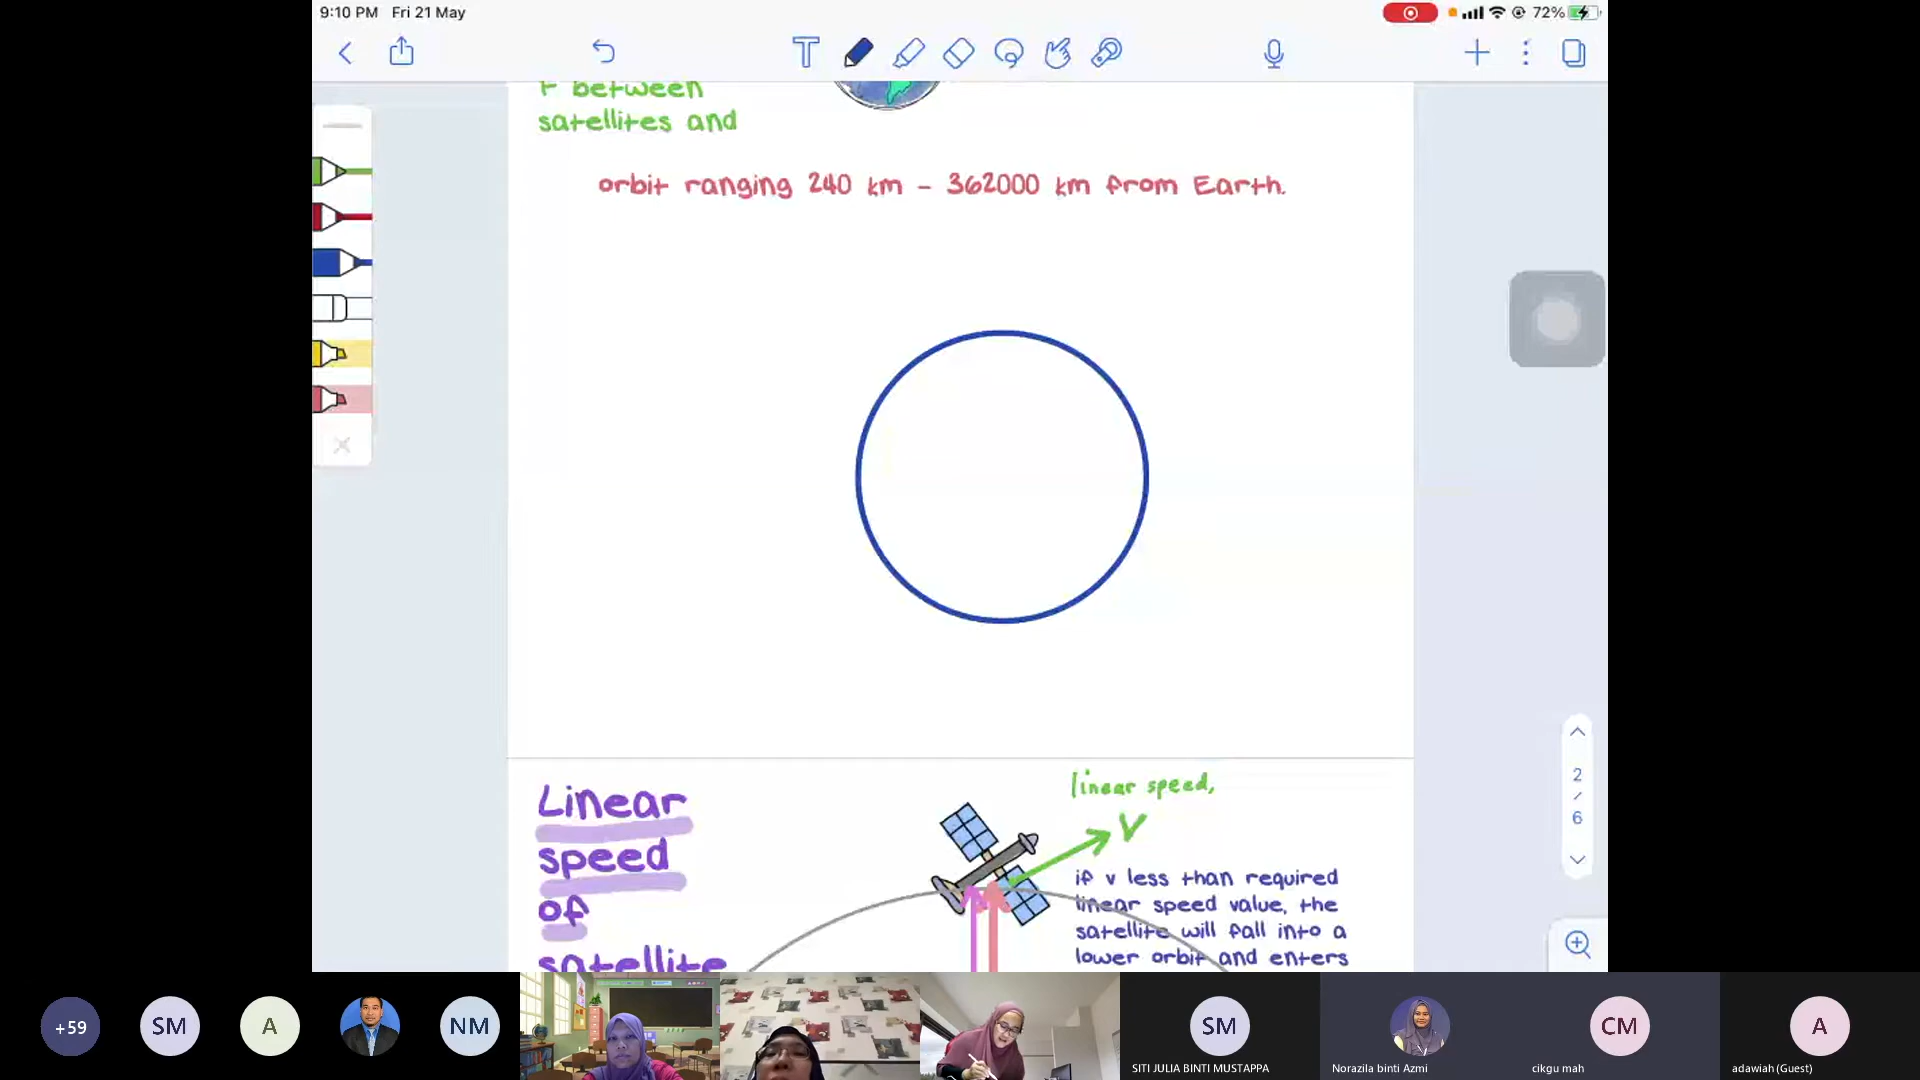 9:10 PM Fri 21 May
72%
F between
satellites and
orbit ranging 240 km - 362000 km from Earth.
2
/
6
Linear
speed
of
satellite
linear speed,
v
if v less than required
linear speed value, the
satellite will fall into a
lower orbit and enters
+59
SM
A
NM
SM
SITI JULIA BINTI MUSTAPPA
Norazila binti Azmi
CM
cikgu mah
A
adawiah (Guest)